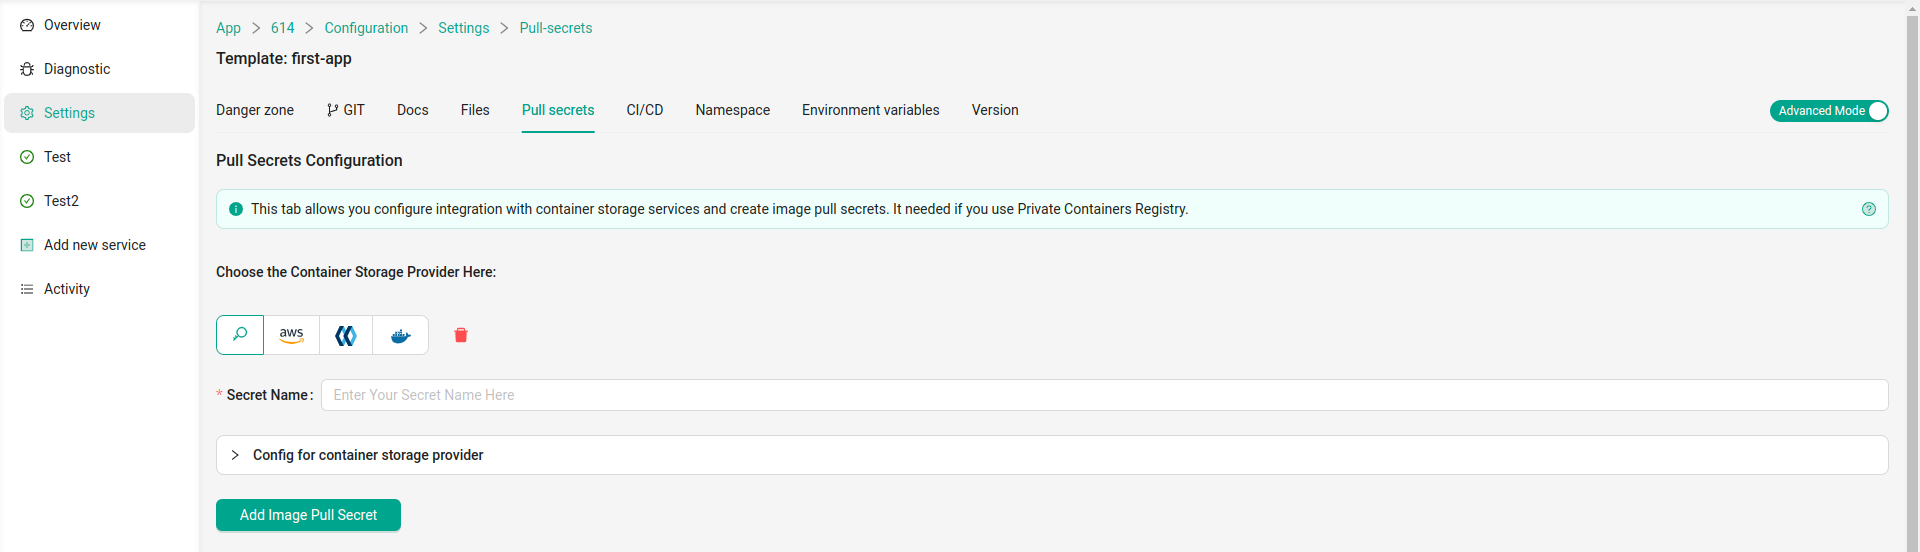 Overview
Diagnostic
Settings
Test
Test2
Add new service
Activity
App > 614 > Configuration > Settings > Pull-secrets
Template: first-app
Danger zone GIT Docs Files Pull secrets CI/CD Namespace Environment variables Version Advanced Mode
Pull Secrets Configuration
This tab allows you configure integration with container storage services and create image pull secrets. It needed if you use Private Containers Registry.
Choose the Container Storage Provider Here:
aws
* Secret Name: Enter Your Secret Name Here
Config for container storage provider
Add Image Pull Secret